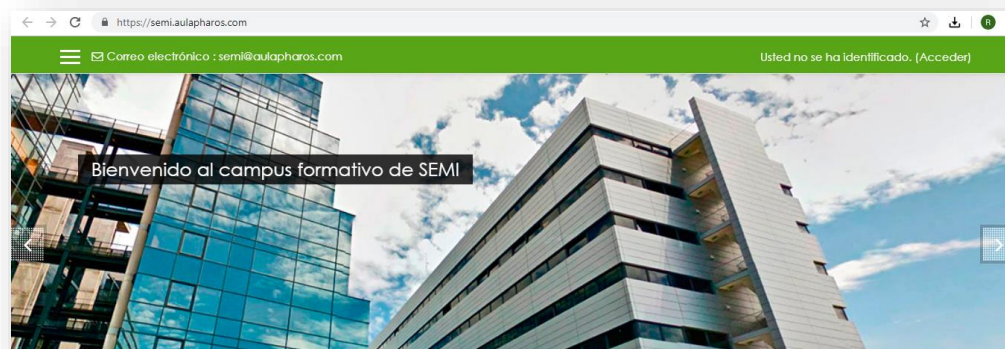 https://semi.aulapharos.com
R
Correo electrónico : semi@aulapharos.com
Usted no se ha identificado. (Acceder)
Bienvenido al campus formativo de SEMI